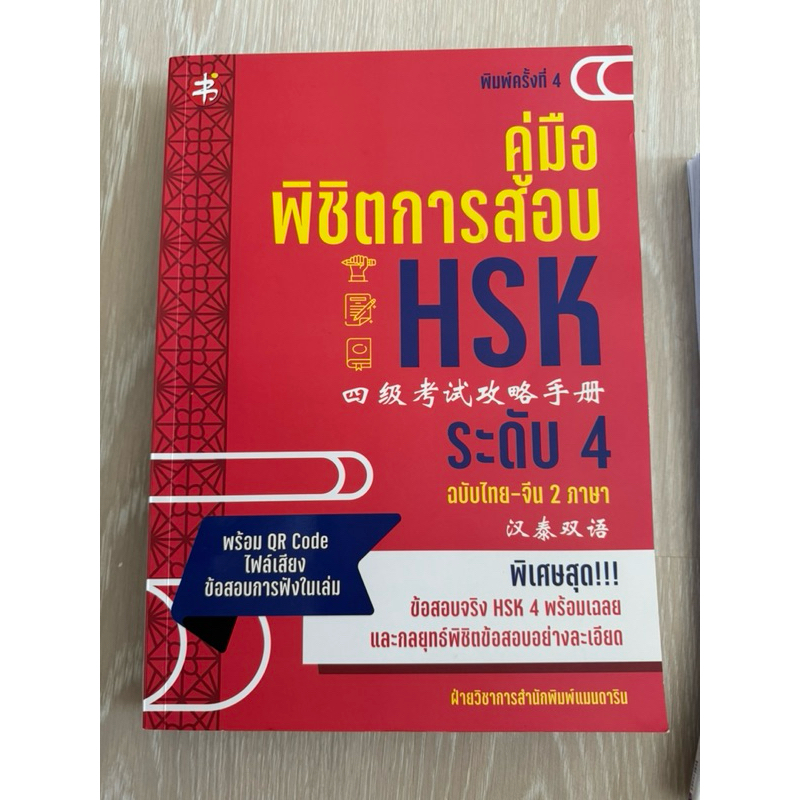 书
พิมพ์ครั้งที่ 4
คู่มือ
พิชิตการสอบ
HSK
四级考试攻略手册
ระดับ 4
ฉบับไทย-จีน 2 ภาษา
汉泰双语
พร้อม QR Code
ไฟล์เสียง
ข้อสอบการฟังในเล่ม
พิเศษสุด!!!
ข้อสอบจริง HSK 4 พร้อมเฉลย
และกลยุทธ์พิชิตข้อสอบอย่างละเอียด
ฝ่ายวิชาการสำนักพิมพ์แมนดาริน